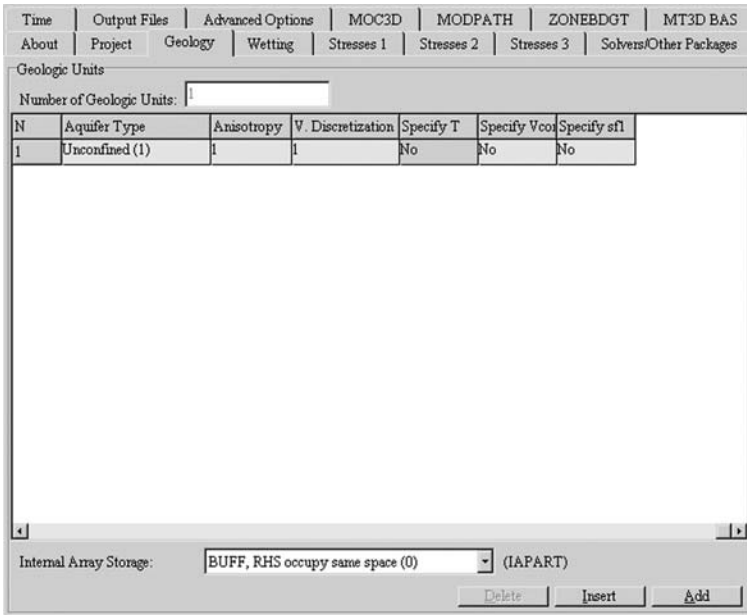 Time Output Files Advanced Options MOC3D MODPATH ZONEBDGT MT3D BAS
About Project Geology Wetting Stresses 1 Stresses 2 Stresses 3 Solvers/Other Packages
Geologic Units
Number of Geologic Units: 1
N Aquifer Type Anisotropy V. Discretization Specify T Specify Vcon Specify sf1
1 Unconfined (1) 1 1 No No No
Internal Array Storage: BUFF, RHS occupy same space (0) (IAPART)
Delete Insert Add